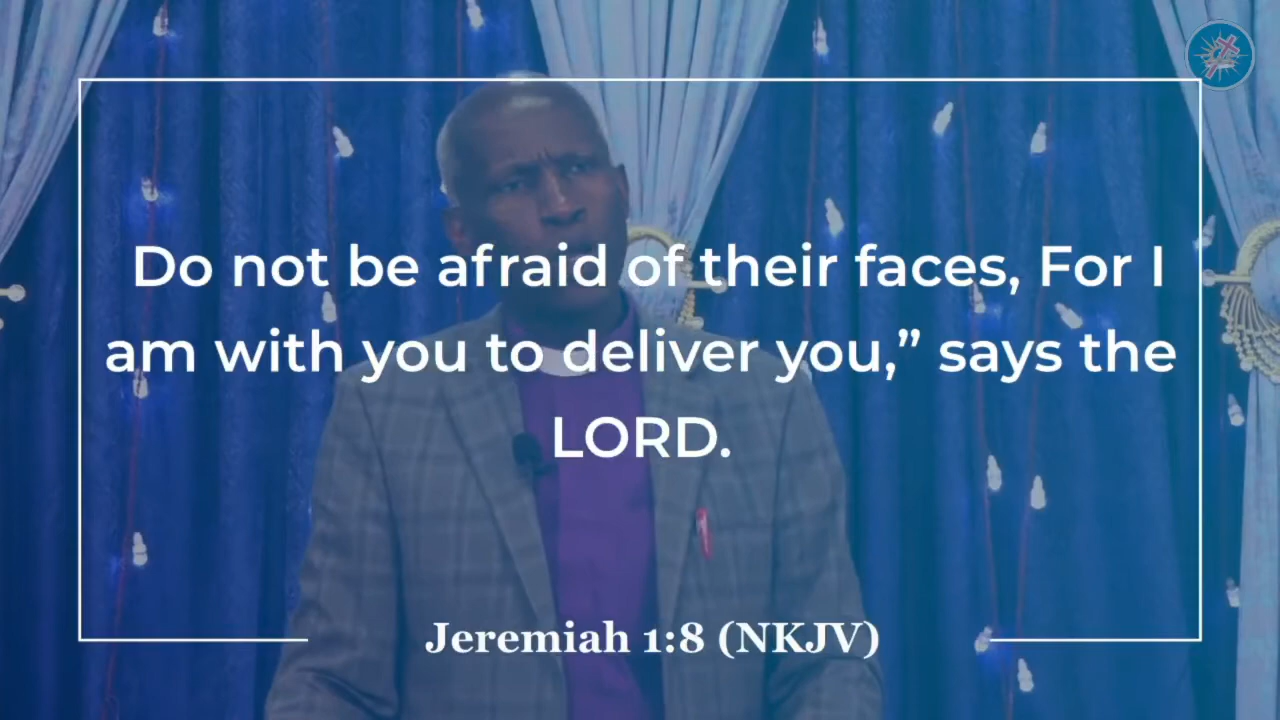 Do not be afraid of their faces, For I
am with you to deliver you,” says the
LORD.
Jeremiah 1:8 (NKJV)